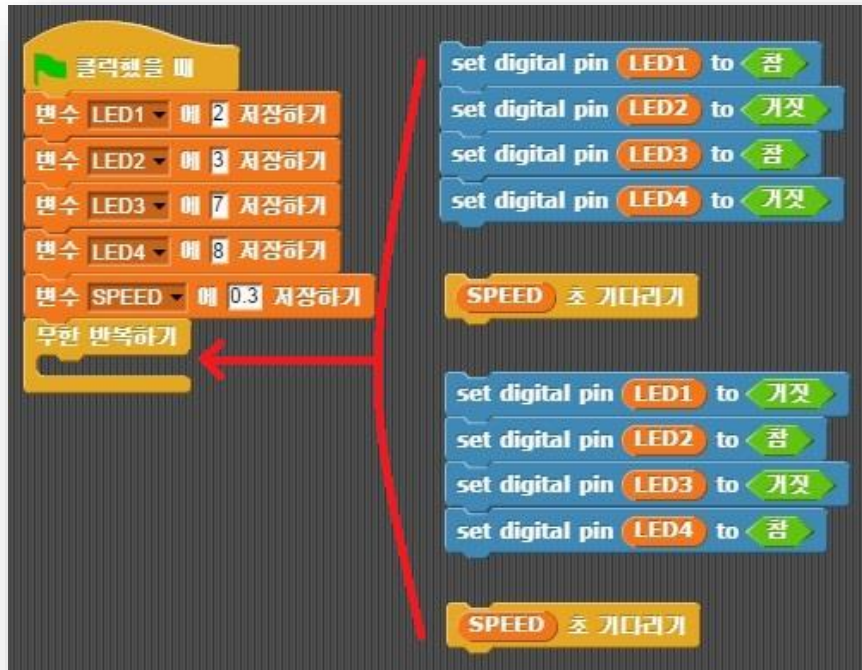 클릭했을 때
변수 LED1 에 2 저장하기
변수 LED2 에 3 저장하기
변수 LED3 에 7 저장하기
변수 LED4 에 8 저장하기
변수 SPEED 에 0.3 저장하기
무한 반복하기
set digital pin LED1 to 참
set digital pin LED2 to 거짓
set digital pin LED3 to 참
set digital pin LED4 to 거짓
SPEED 초 기다리기
set digital pin LED1 to 거짓
set digital pin LED2 to 참
set digital pin LED3 to 거짓
set digital pin LED4 to 참
SPEED 초 기다리기